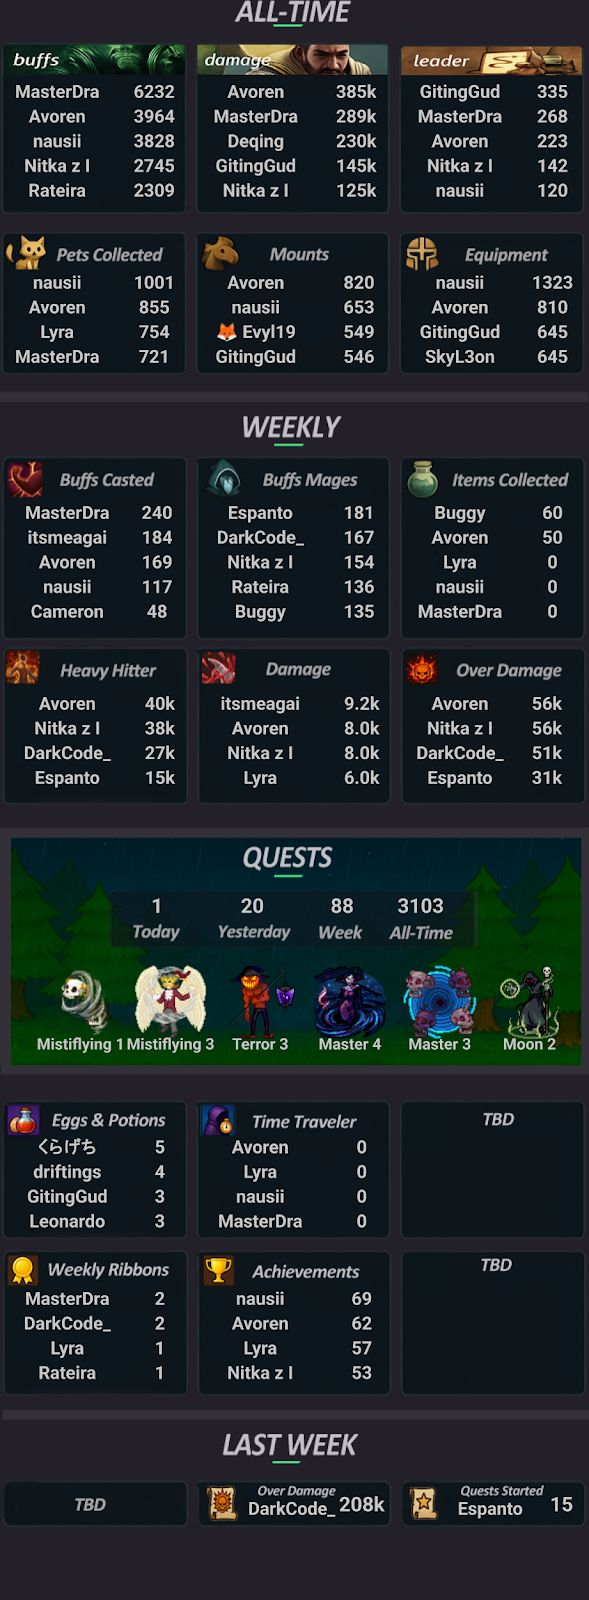 ALL-TIME
buffs
MasterDra 6232
Avoren 3964
nausii 3828
Nitka z l 2745
Rateira 2309
damage
Avoren 385k
MasterDra 289k
Deqing 230k
GitingGud 145k
Nitka z l 125k
leader
GitingGud 335
MasterDra 268
Avoren 223
Nitka z l 142
nausii 120
Pets Collected
nausii 1001
Avoren 855
Lyra 754
MasterDra 721
Mounts
Avoren 820
nausii 653
🦊 Evyl19 549
GitingGud 546
Equipment
nausii 1323
Avoren 810
GitingGud 645
SkyL3on 645
WEEKLY
Buffs Casted
MasterDra 240
itsmeagai 184
Avoren 169
nausii 117
Cameron 48
Buffs Mages
Espanto 181
DarkCode_ 167
Nitka z l 154
Rateira 136
Buggy 135
Items Collected
Buggy 60
Avoren 50
Lyra 0
nausii 0
MasterDra 0
Heavy Hitter
Avoren 40k
Nitka z l 38k
DarkCode_ 27k
Espanto 15k
Damage
itsmeagai 9.2k
Avoren 8.0k
Nitka z l 8.0k
Lyra 6.0k
Over Damage
Avoren 56k
Nitka z l 56k
DarkCode_ 51k
Espanto 31k
QUESTS
1 20 88 3103
Today Yesterday Week All-Time
Mistiflying 1 Mistiflying 3 Terror 3 Master 4 Master 3 Moon 2
Eggs & Potions
くらげち 5
driftings 4
GitingGud 3
Leonardo 3
Time Traveler
Avoren 0
Lyra 0
nausii 0
MasterDra 0
TBD
Weekly Ribbons
MasterDra 2
DarkCode_ 2
Lyra 1
Rateira 1
Achievements
nausii 69
Avoren 62
Lyra 57
Nitka z l 53
TBD
LAST WEEK
TBD
Over Damage
DarkCode_ 208k
Quests Started
Espanto 15